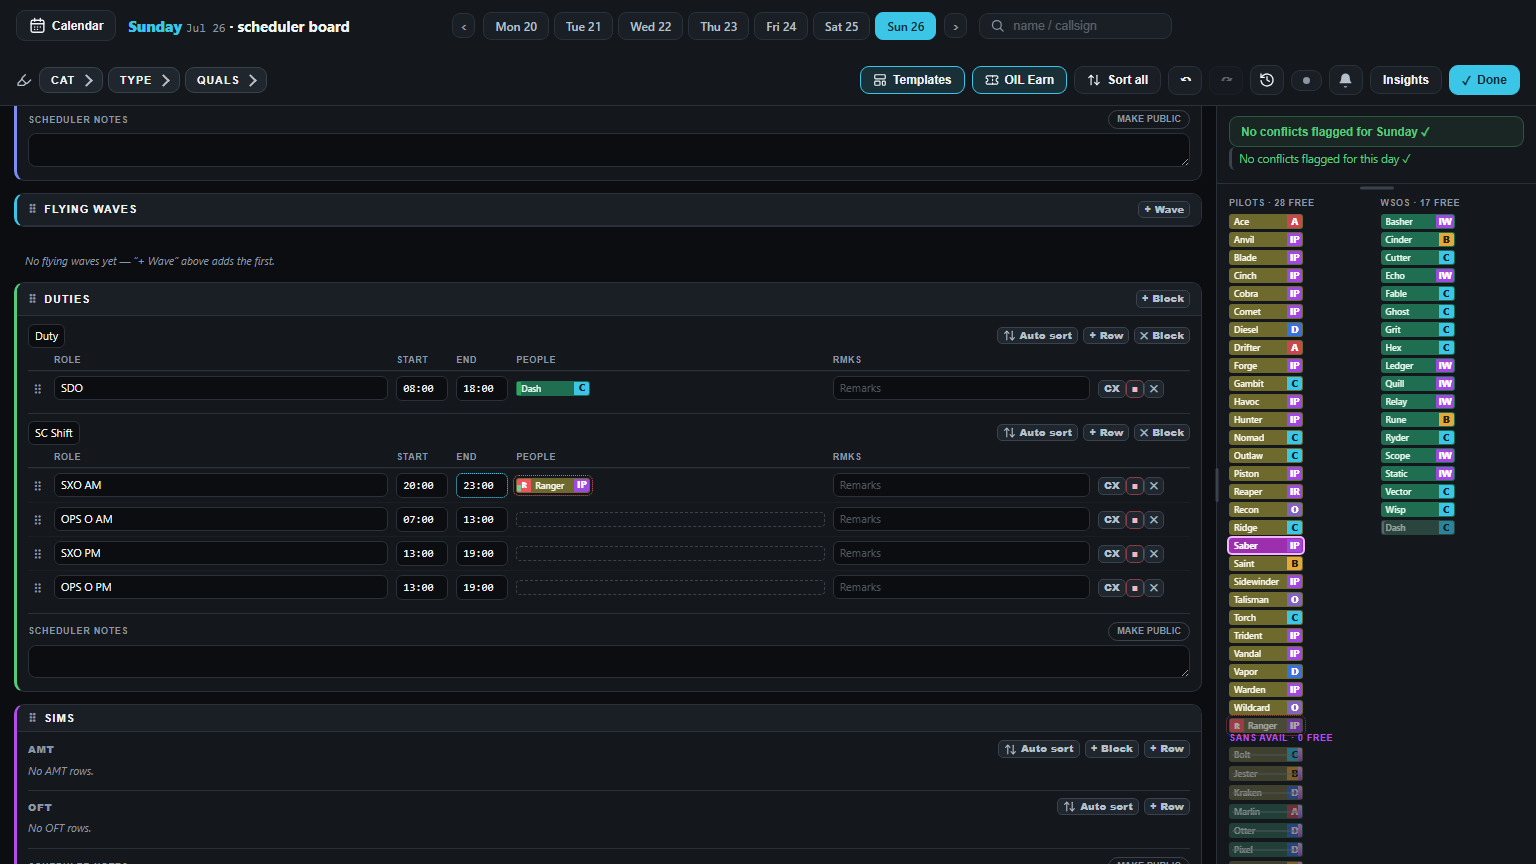 Calendar
Sunday Jul 26 · scheduler board
Mon 20
Tue 21
Wed 22
Thu 23
Fri 24
Sat 25
Sun 26
name / callsign
CAT
TYPE
QUALS
Templates
OIL Earn
Sort all
Insights
✓ Done
SCHEDULER NOTES
MAKE PUBLIC
FLYING WAVES
+ Wave
No flying waves yet — "+ Wave" above adds the first.
DUTIES
+ Block
Duty
Auto sort
+ Row
× Block
ROLE START END PEOPLE RMKS
SDO 08:00 18:00 Dash C Remarks CX
SC Shift
Auto sort
+ Row
× Block
ROLE START END PEOPLE RMKS
SXO AM 20:00 23:00 R Ranger IP Remarks CX
OPS O AM 07:00 13:00 Remarks CX
SXO PM 13:00 19:00 Remarks CX
OPS O PM 13:00 19:00 Remarks CX
SCHEDULER NOTES
MAKE PUBLIC
SIMS
AMT
Auto sort
+ Block
+ Row
No AMT rows.
OFT
Auto sort
+ Row
No OFT rows.
SCHEDULER NOTES
MAKE PUBLIC
No conflicts flagged for Sunday ✓
No conflicts flagged for this day ✓
PILOTS · 28 FREE
Ace A
Anvil IP
Blade IP
Cinch IP
Cobra IP
Comet IP
Diesel D
Drifter A
Forge IP
Gambit C
Havoc IP
Hunter IP
Nomad C
Outlaw C
Piston IP
Reaper IR
Recon O
Ridge C
Saber IP
Saint B
Sidewinder IP
Talisman O
Torch C
Trident IP
Vandal IP
Vapor D
Warden IP
Wildcard O
R Ranger IP
SANS AVAIL · 0 FREE
Bolt C
Jester B
Kraken D
Marlin A
Otter D
Pixel D
WSOS · 17 FREE
Basher IW
Cinder B
Cutter C
Echo IW
Fable C
Ghost C
Grit C
Hex C
Ledger IW
Quill IW
Relay IW
Rune B
Ryder C
Scope IW
Static IW
Vector C
Wisp C
Dash C